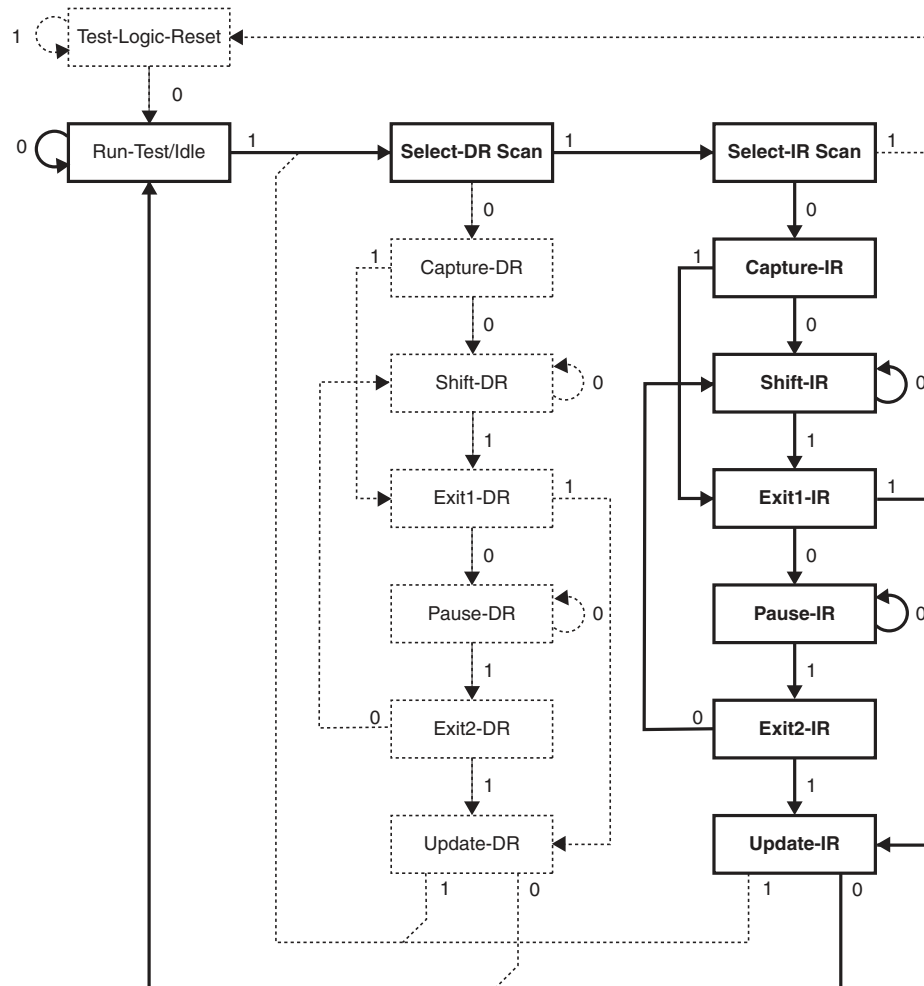 Test-Logic-Reset
1
0
0
Run-Test/Idle
1
Select-DR Scan
1
Select-IR Scan
1
0
0
1
Capture-DR
1
Capture-IR
0
0
Shift-DR
0
Shift-IR
0
1
1
Exit1-DR
1
Exit1-IR
1
0
0
Pause-DR
0
Pause-IR
0
1
1
0
Exit2-DR
0
Exit2-IR
1
1
Update-DR
Update-IR
1
0
1
0